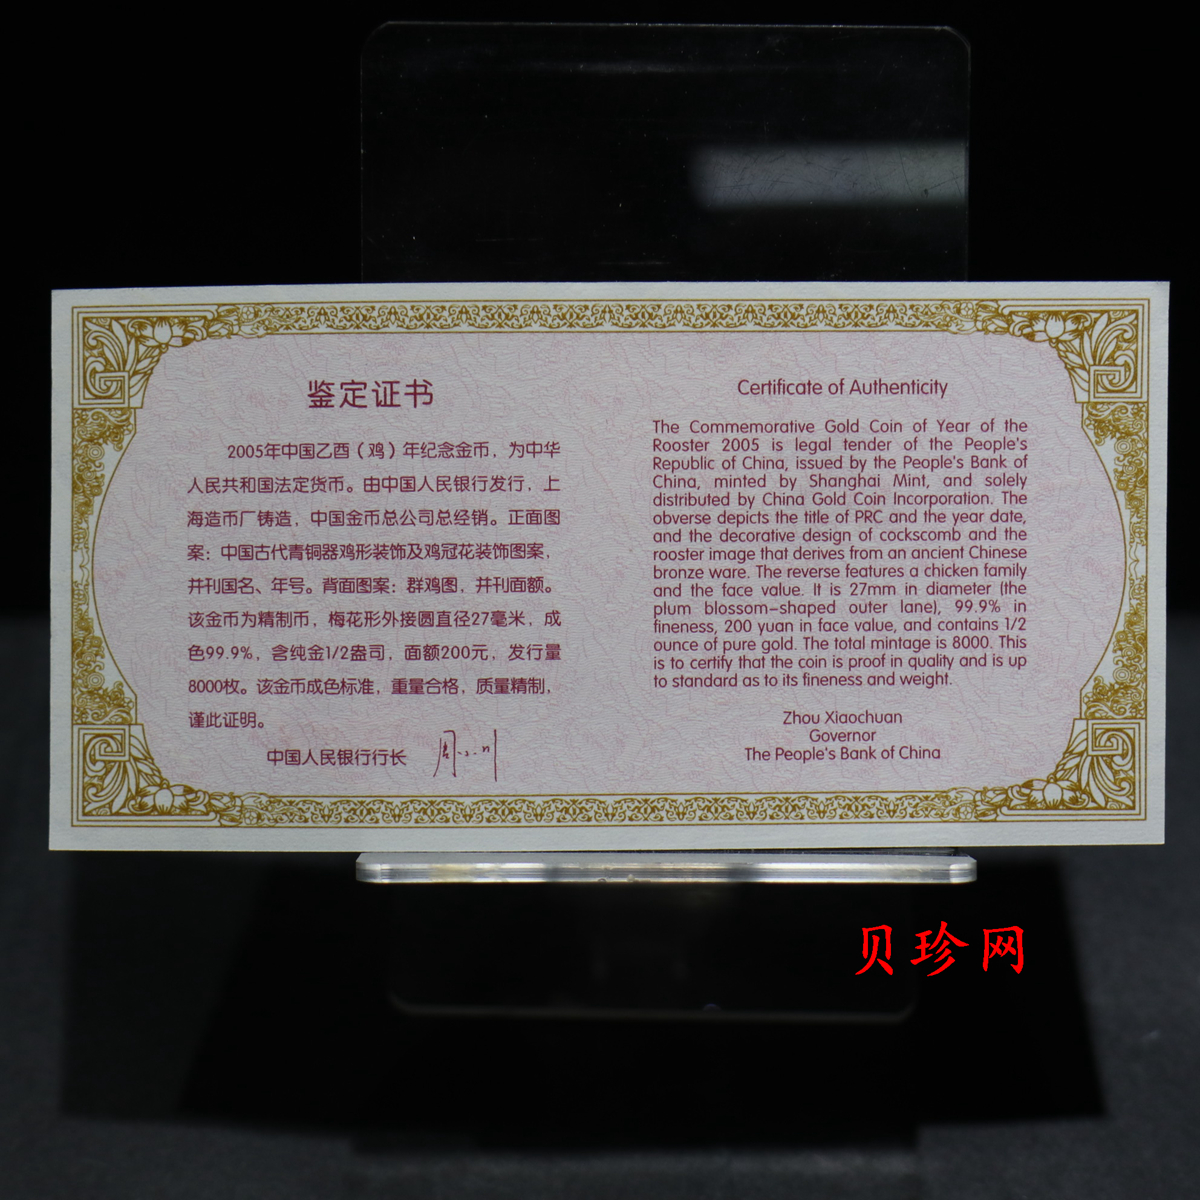 鉴定证书
2005年中国乙酉（鸡）年纪念金币，为中华
人民共和国法定货币。由中国人民银行发行，上
海造币厂铸造，中国金币总公司总经销。正面图
案：中国古代青铜器鸡形装饰及鸡冠花装饰图案，
并刊国名、年号。背面图案：群鸡图，并刊面额。
该金币为精制币，梅花形外接圆直径27毫米，成
色99.9%，含纯金1/2盎司，面额200元，发行量
8000枚。该金币成色标准，重量合格，质量精制，
谨此证明。
中国人民银行行长
Certificate of Authenticity
The Commemorative Gold Coin of Year of the
Rooster 2005 is legal tender of the People's
Republic of China, issued by the People's Bank of
China, minted by Shanghai Mint, and solely
distributed by China Gold Coin Incorporation. The
obverse depicts the title of PRC and the year date,
and the decorative design of cockscomb and the
rooster image that derives from an ancient Chinese
bronze ware. The reverse features a chicken family
and the face value. It is 27mm in diameter (the
plum blossom-shaped outer lane), 99.9% in
fineness, 200 yuan in face value, and contains 1/2
ounce of pure gold. The total mintage is 8000. This
is to certify that the coin is proof in quality and is up
to standard as to its fineness and weight.
Zhou Xiaochuan
Governor
The People's Bank of China
贝珍网